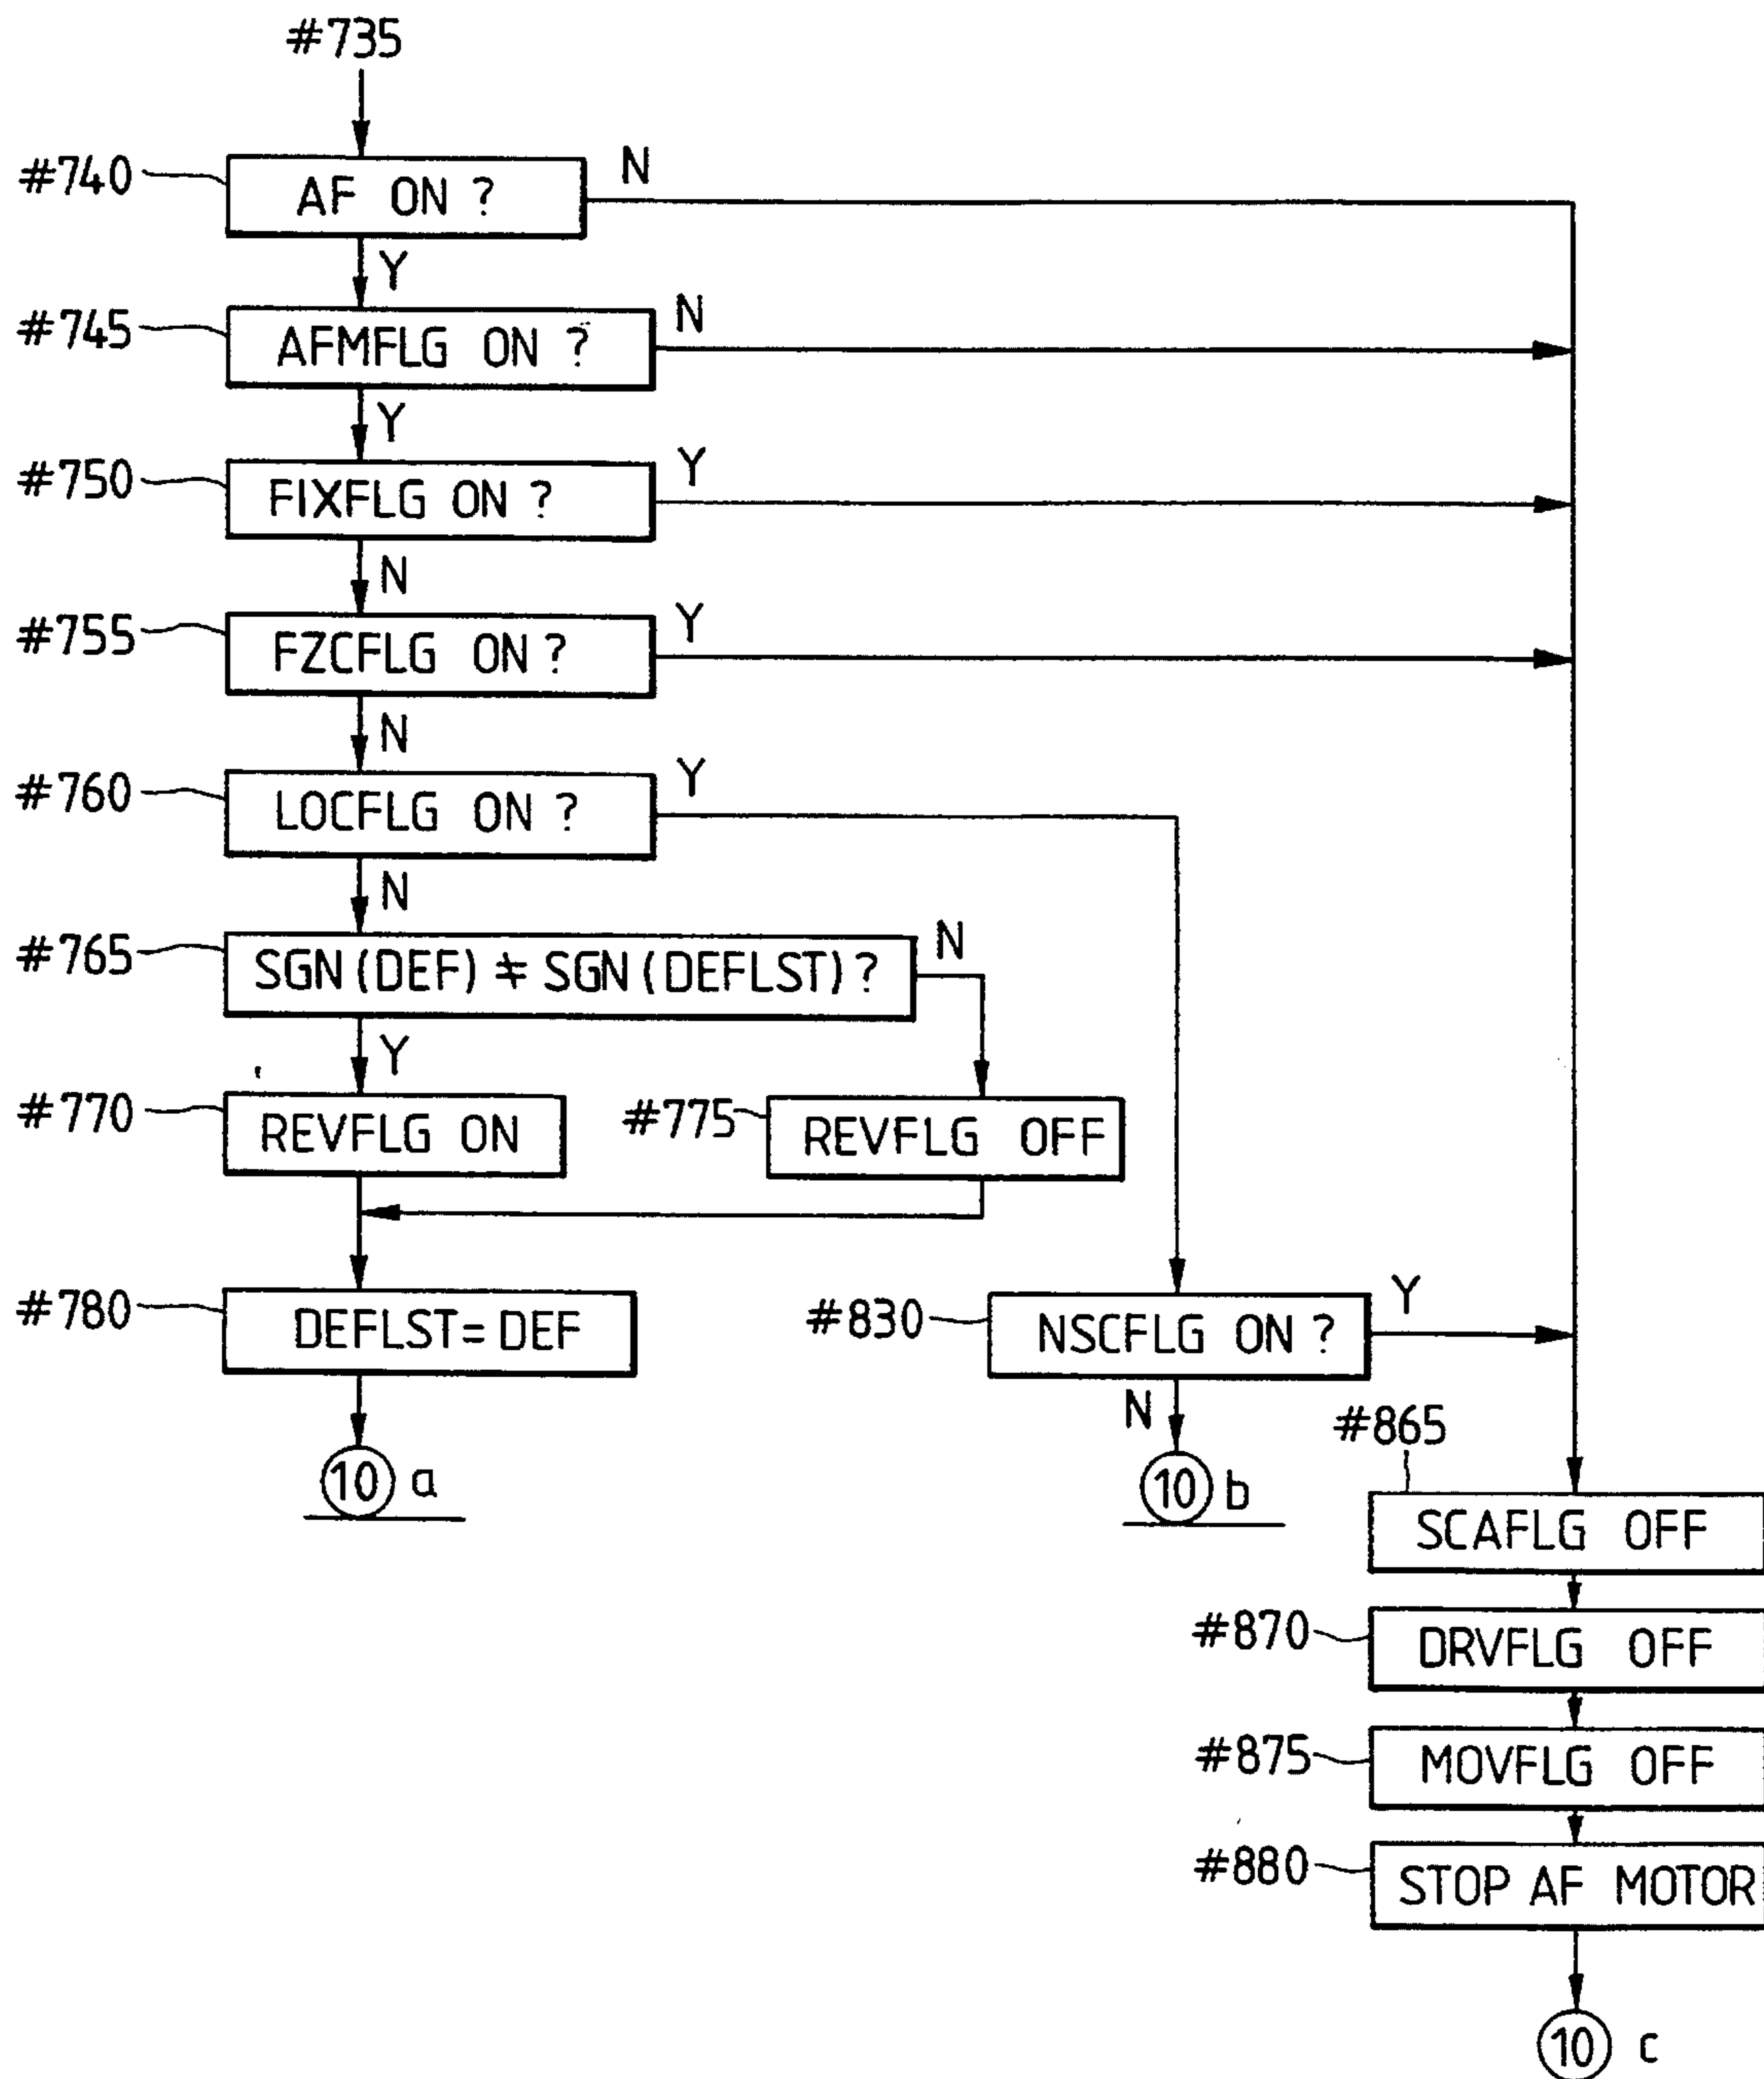 #735
#740
AF ON ?
N
Y
#745
AFMFLG ON ?
N
Y
#750
FIXFLG ON ?
Y
N
#755
FZCFLG ON ?
Y
N
#760
LOCFLG ON ?
Y
N
#765
SGN(DEF) ≠ SGN(DEFLST)?
N
Y
#770
REVFLG ON
#775
REVFLG OFF
#780
DEFLST=DEF
#830
NSCFLG ON ?
Y
N
10 a
10 b
#865
SCAFLG OFF
#870
DRVFLG OFF
#875
MOVFLG OFF
#880
STOP AF MOTOR
10 c